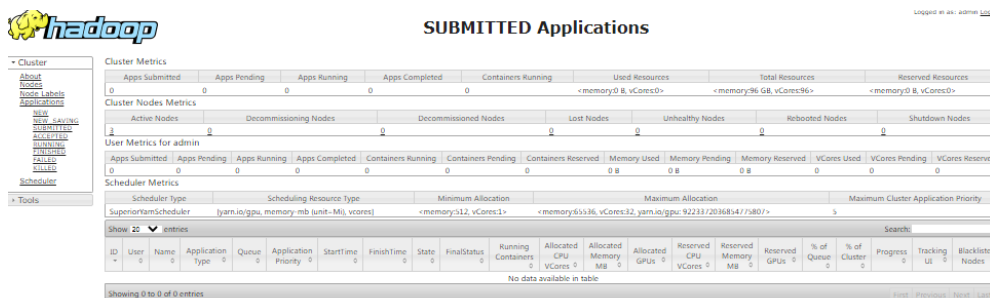 Logged in as: admin
hadoop
SUBMITTED Applications
Cluster
About
Nodes
Node Labels
Applications
NEW
NEW_SAVING
SUBMITTED
ACCEPTED
RUNNING
FINISHED
FAILED
KILLED
Scheduler
Tools
Cluster Metrics
Apps Submitted Apps Pending Apps Running Apps Completed Containers Running Used Resources Total Resources Reserved Resources
0 0 0 0 0 <memory:0 B, vCores:0> <memory:96 GB, vCores:96> <memory:0 B, vCores:0>
Cluster Nodes Metrics
Active Nodes Decommissioning Nodes Decommissioned Nodes Lost Nodes Unhealthy Nodes Rebooted Nodes Shutdown Nodes
3 0 0 0 0 0 0
User Metrics for admin
Apps Submitted Apps Pending Apps Running Apps Completed Containers Running Containers Pending Containers Reserved Memory Used Memory Pending Memory Reserved VCores Used VCores Pending VCores Reserve
0 0 0 0 0 0 0 0 B 0 B 0 B 0 0 0
Scheduler Metrics
Scheduler Type Scheduling Resource Type Minimum Allocation Maximum Allocation Maximum Cluster Application Priority
SuperiorYarnScheduler [yarn.io/gpu, memory-mb (unit=Mi), vcores] <memory:512, vCores:1> <memory:65536, vCores:32, yarn.io/gpu: 9223372036854775807> 5
Show 20 entries Search:
ID User Name Application Type Queue Application Priority StartTime FinishTime State FinalStatus Running Containers Allocated CPU VCores Allocated Memory MB Allocated GPUs Reserved CPU VCores Reserved Memory MB Reserved GPUs % of Queue % of Cluster Progress Tracking UI Blacklist Nodes
No data available in table
Showing 0 to 0 of 0 entries First Previous Next